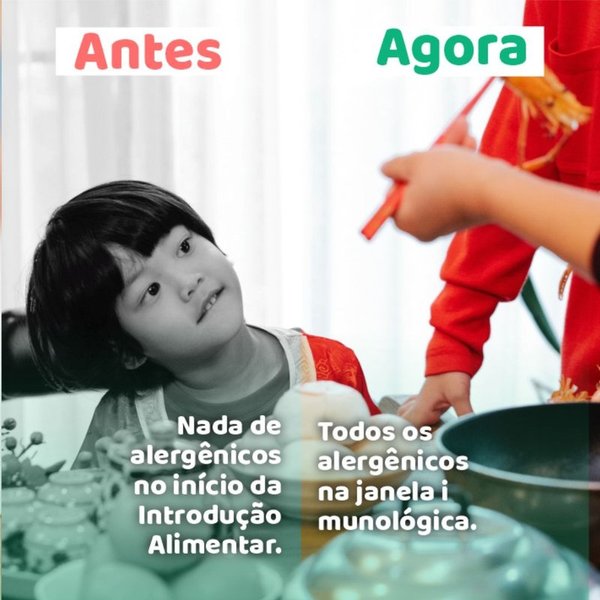 Antes
Agora
Nada de
alergênicos
no início da
Introdução
Alimentar.
Todos os
alergênicos
na janela i
munológica.